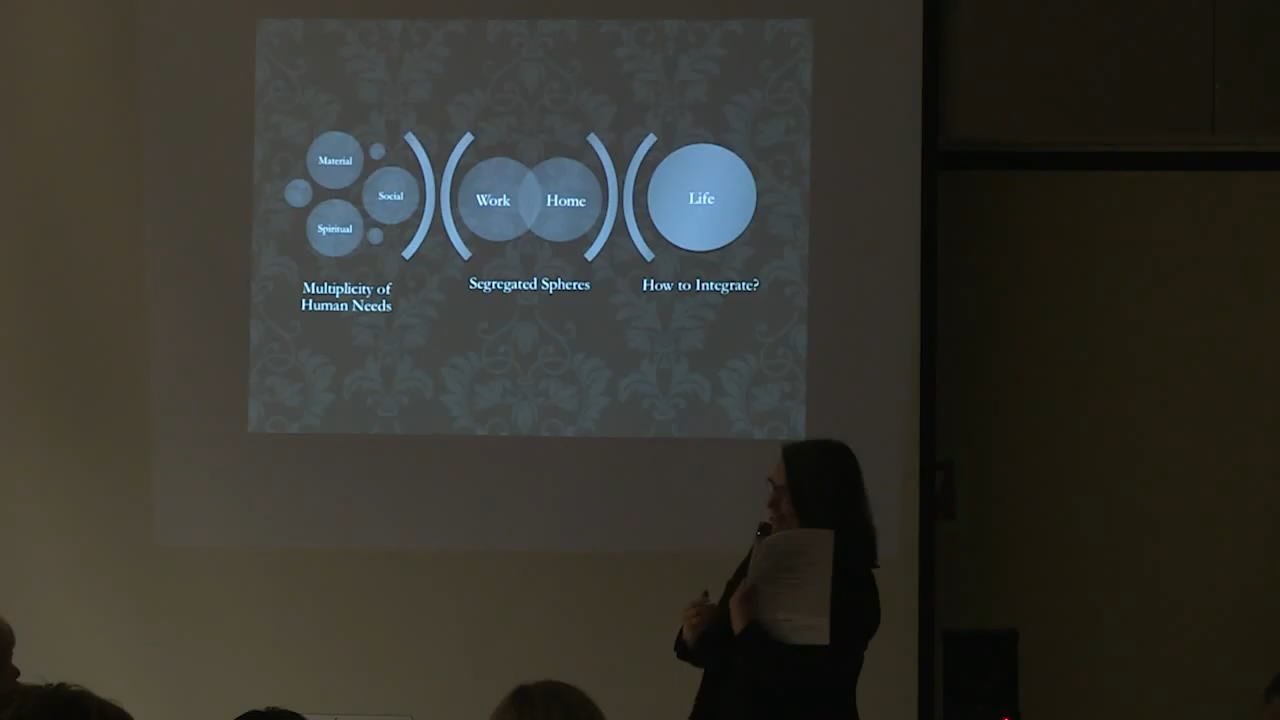 Material
Social
Spiritual
Multiplicity of
Human Needs
Work
Home
Segregated Spheres
Life
How to Integrate?